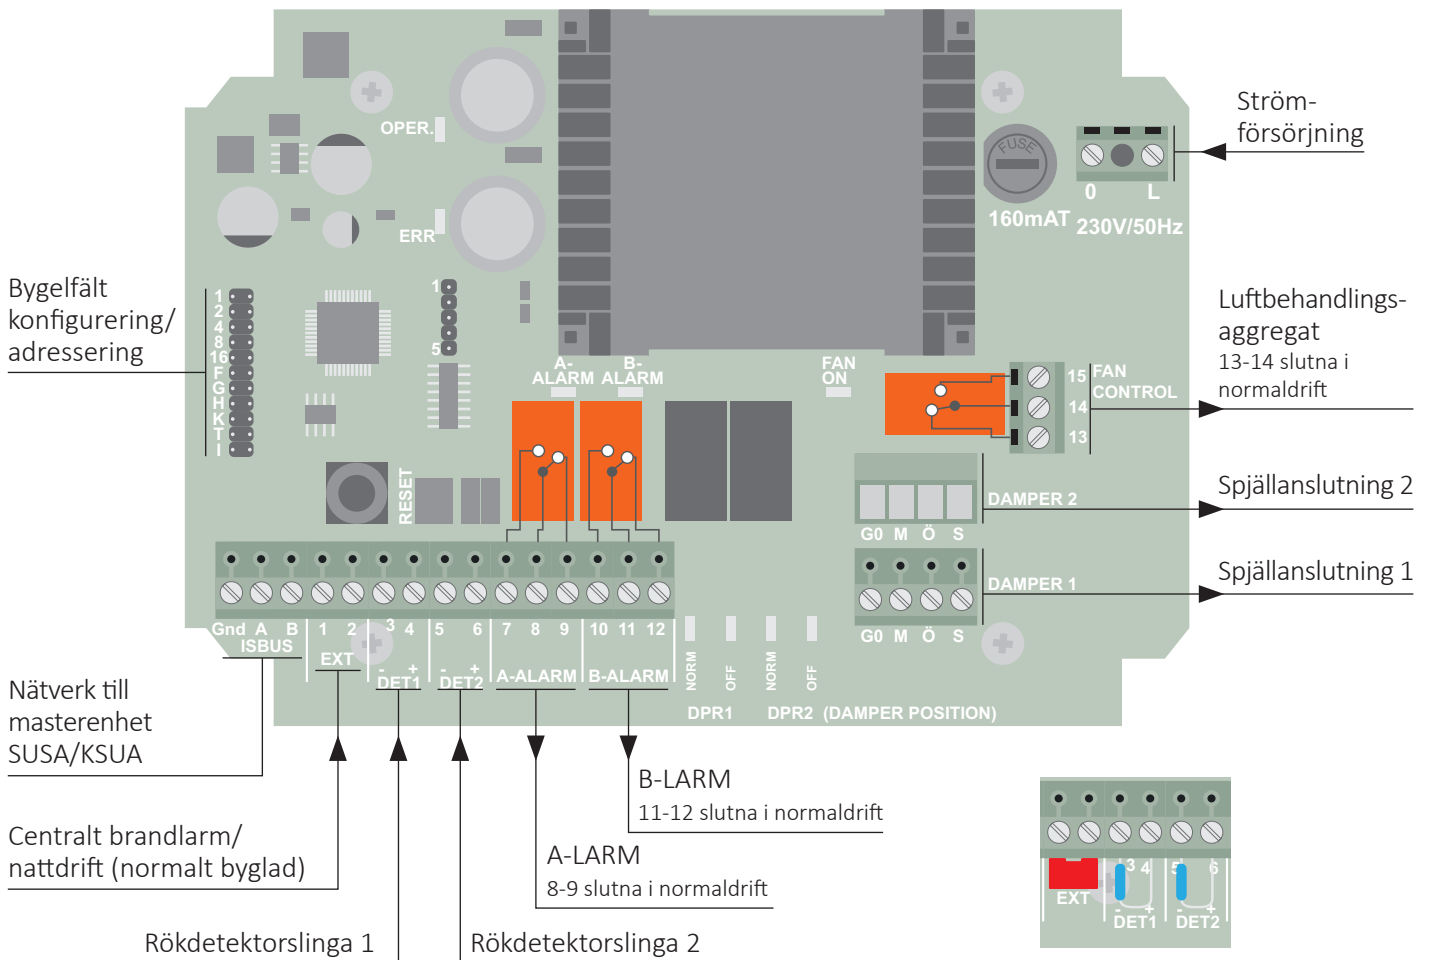 OPER.
ERR
FUSE
160mAT
0 L
230V/50Hz
Ström-
försörjning
Bygelfält
konfigurering/
adressering
1
2
4
8
16
F
G
H
K
T
I
1
5
A-
ALARM
B-
ALARM
FAN
ON
15
14
13
FAN
CONTROL
Luftbehandlings-
aggregat
13-14 slutna i
normaldrift
RESET
DAMPER 2
G0 M Ö S
Spjällanslutning 2
DAMPER 1
G0 M Ö S
Spjällanslutning 1
Gnd A B 1 2 3 4 5 6 7 8 9 10 11 12
ISBUS
EXT
- +
DET1
- +
DET2
A-ALARM
B-ALARM
NORM
OFF
NORM
OFF
DPR1
DPR2 (DAMPER POSITION)
Nätverk till
masterenhet
SUSA/KSUA
Centralt brandlarm/
nattdrift (normalt byglad)
Rökdetektorslinga 1
Rökdetektorslinga 2
A-LARM
8-9 slutna i normaldrift
B-LARM
11-12 slutna i normaldrift
3 4 5 6
EXT
- +
DET1
- +
DET2